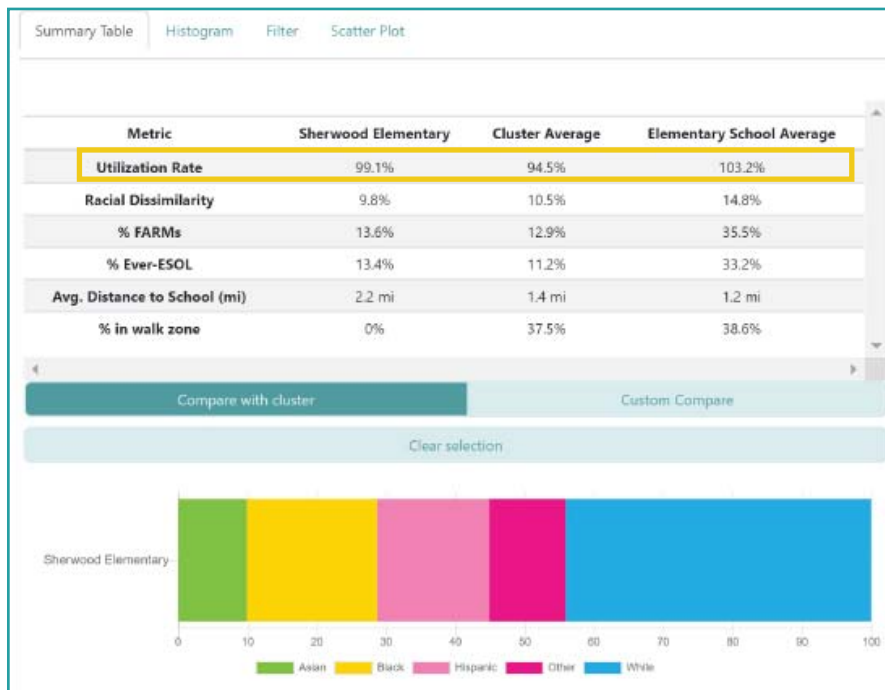 Summary Table Histogram Filter Scatter Plot
Metric Sherwood Elementary Cluster Average Elementary School Average
Utilization Rate 99.1% 94.5% 103.2%
Racial Dissimilarity 9.8% 10.5% 14.8%
% FARMs 13.6% 12.9% 35.5%
% Ever-ESOL 13.4% 11.2% 33.2%
Avg. Distance to School (mi) 2.2 mi 1.4 mi 1.2 mi
% in walk zone 0% 37.5% 38.6%
Compare with cluster Custom Compare
Clear selection
Sherwood Elementary
0 10 20 30 40 50 60 70 80 90 100
Asian Black Hispanic Other White